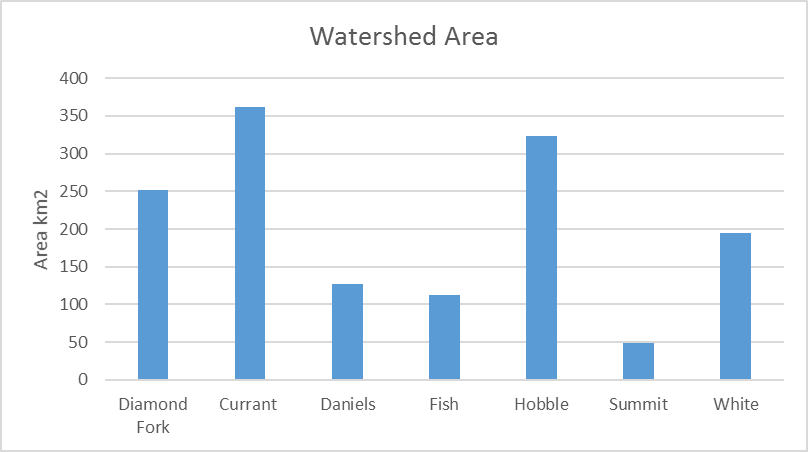 Watershed Area
Area km2
400
350
300
250
200
150
100
50
0
Diamond Fork
Currant
Daniels
Fish
Hobble
Summit
White